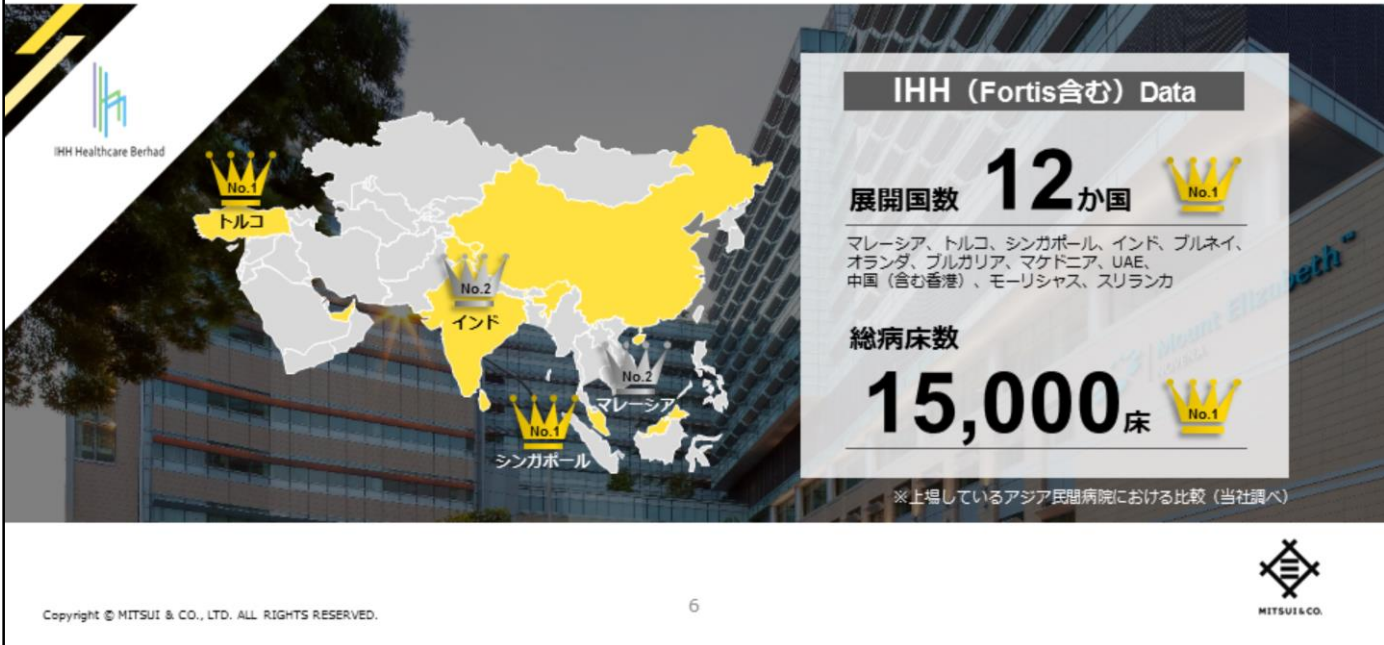 IHH Healthcare Berhad
No.1
トルコ
No.2
インド
No.2
マレーシア
No.1
シンガポール
IHH（Fortis含む）Data
展開国数 12か国
No.1
マレーシア、トルコ、シンガポール、インド、ブルネイ、
オランダ、ブルガリア、マケドニア、UAE、
中国（含む香港）、モーリシャス、スリランカ
総病床数
15,000床
No.1
Mount Elizabeth™
NOVENA
※上場しているアジア民間病院における比較（当社調べ）
Copyright © MITSUI & CO., LTD. ALL RIGHTS RESERVED.
6
MITSUI&CO.